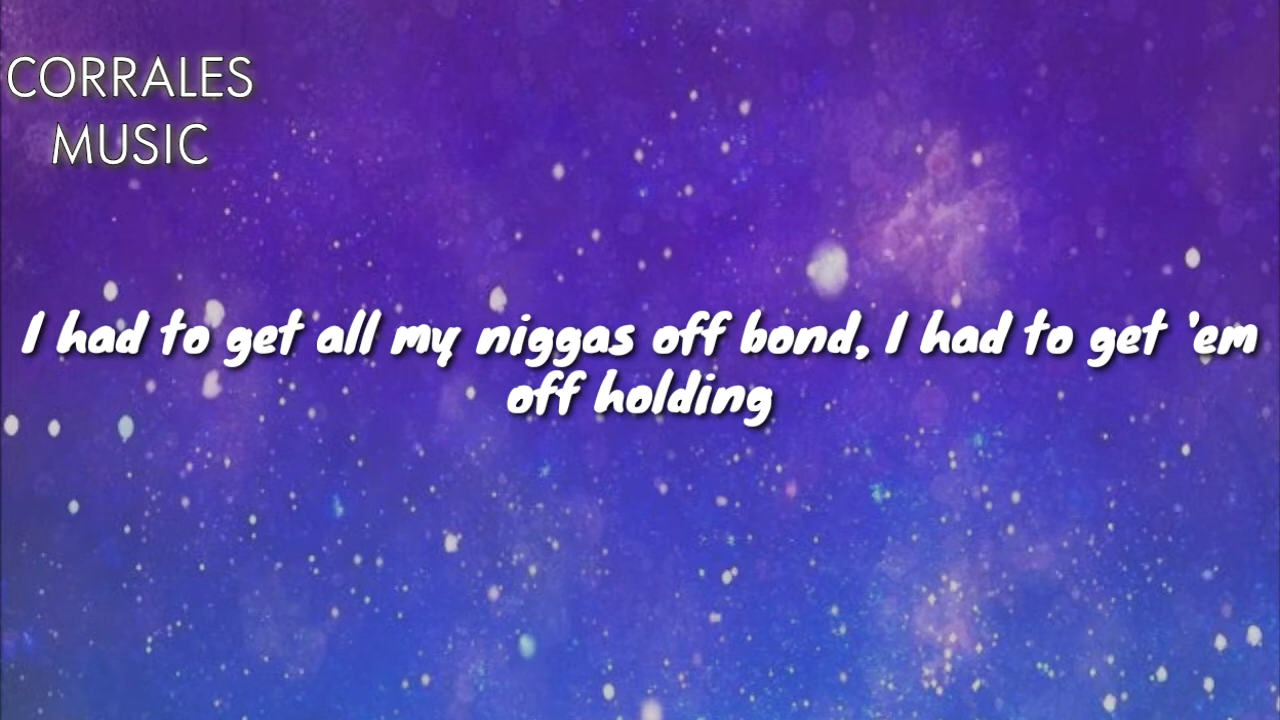 CORRALES
MUSIC
I had to get all my niggas off bond, I had to get 'em
off holding